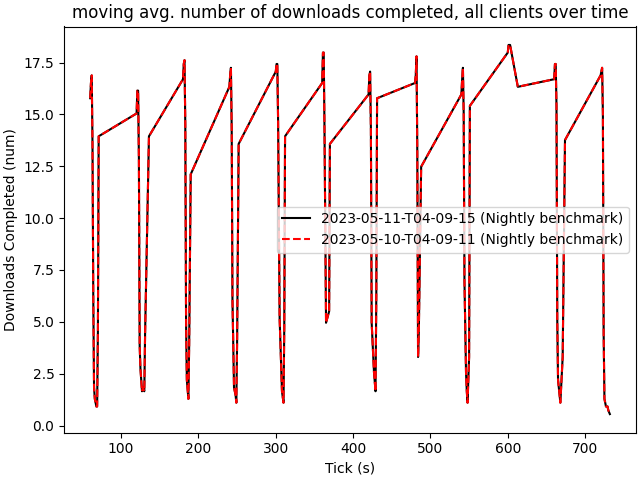 moving avg. number of downloads completed, all clients over time
Downloads Completed (num)
17.5
15.0
12.5
10.0
7.5
5.0
2.5
0.0
2023-05-11-T04-09-15 (Nightly benchmark)
2023-05-10-T04-09-11 (Nightly benchmark)
100 200 300 400 500 600 700
Tick (s)